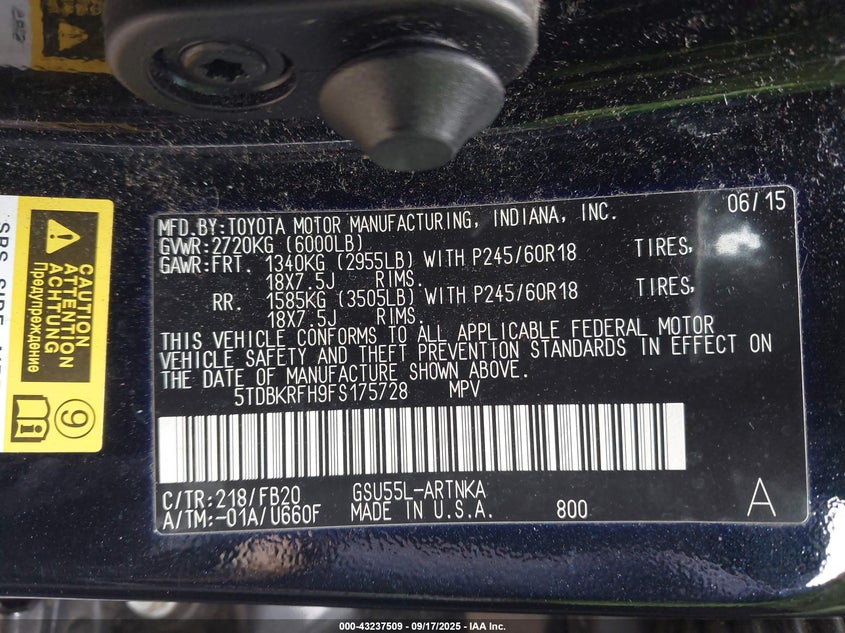 06/15
MFD.BY:TOYOTA MOTOR MANUFACTURING, INDIANA, INC.
GVWR:2720KG (6000LB)
GAWR:FRT. 1340KG (2955LB) WITH P245/60R18 TIRES,
18X7.5J RIMS.
RR. 1585KG (3505LB) WITH P245/60R18 TIRES,
18X7.5J RIMS.
THIS VEHICLE CONFORMS TO ALL APPLICABLE FEDERAL MOTOR
VEHICLE SAFETY AND THEFT PREVENTION STANDARDS IN EFFECT ON
THE DATE OF MANUFACTURE SHOWN ABOVE.
5TDBKRFH9FS175728 MPV
C/TR:218/FB20 GSU55L-ARTNKA
A/TM:-01A/U660F MADE IN U.S.A. 800 A
CAUTION
ATTENTION
ACHTUNG
Предупреждение
9
SRS SIDE
000-43237509 - 09/17/2025 - IAA Inc.